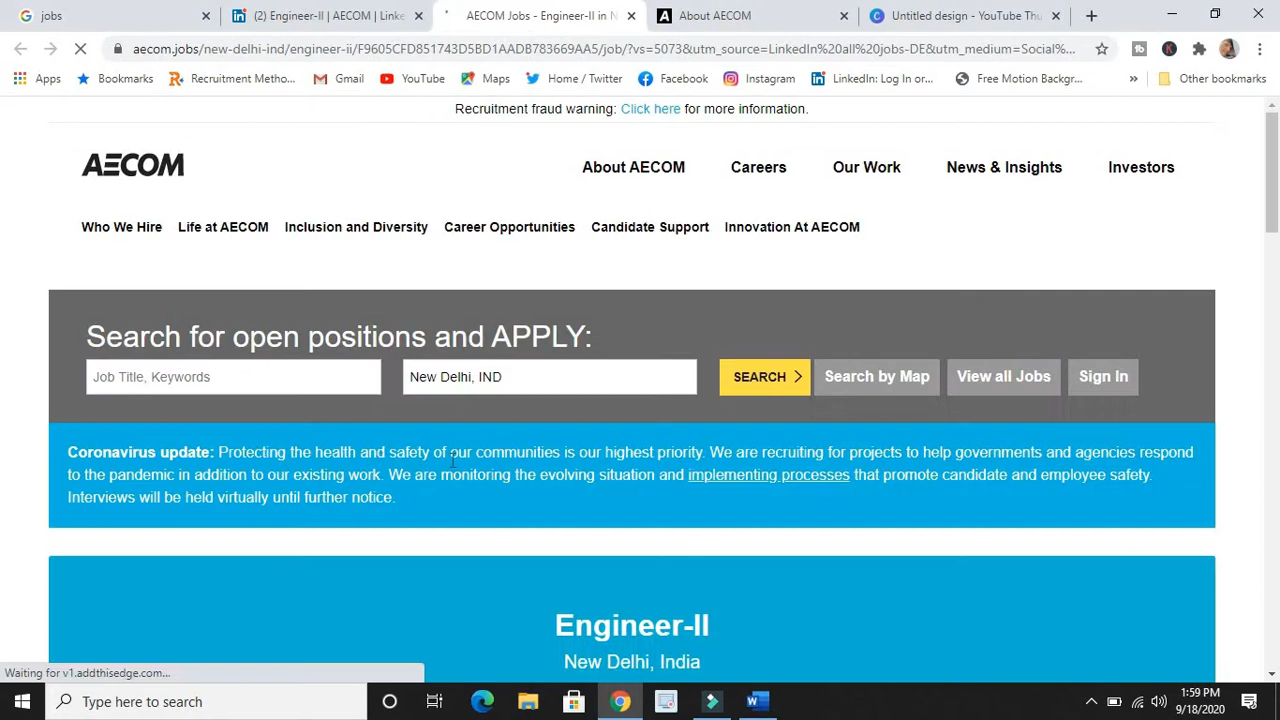 jobs
(2) Engineer-II | AECOM | Linke
AECOM Jobs - Engineer-II in N
About AECOM
Untitled design - YouTube Thu
aecom.jobs/new-delhi-ind/engineer-ii/F9605CFD851743D5BD1AADB783669AA5/job/?vs=5073&utm_source=LinkedIn%20all%20jobs-DE&utm_medium=Social%...
Apps
Bookmarks
Recruitment Metho...
Gmail
YouTube
Maps
Home / Twitter
Facebook
Instagram
LinkedIn: Log In or...
Free Motion Backgr...
Other bookmarks
Recruitment fraud warning: Click here for more information.
AECOM
About AECOM
Careers
Our Work
News & Insights
Investors
Who We Hire
Life at AECOM
Inclusion and Diversity
Career Opportunities
Candidate Support
Innovation At AECOM
Search for open positions and APPLY:
Job Title, Keywords
New Delhi, IND
SEARCH
Search by Map
View all Jobs
Sign In
Coronavirus update: Protecting the health and safety of our communities is our highest priority. We are recruiting for projects to help governments and agencies respond
to the pandemic in addition to our existing work. We are monitoring the evolving situation and implementing processes that promote candidate and employee safety.
Interviews will be held virtually until further notice.
Engineer-II
New Delhi, India
Waiting for v1.addthisedge.com...
Type here to search
1:59 PM
9/18/2020